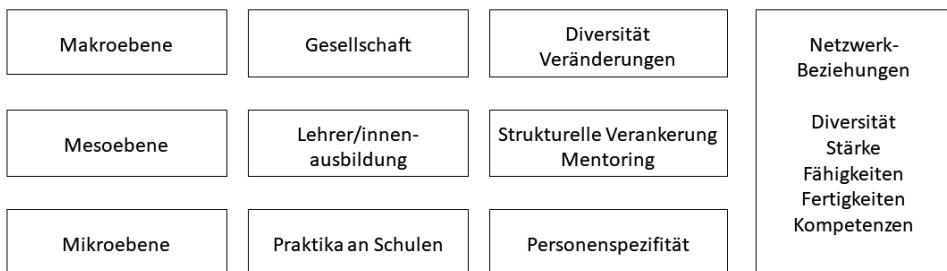 Makroebene
Gesellschaft
Diversität
Veränderungen
Mesoebene
Lehrer/innen-
ausbildung
Strukturelle Verankerung
Mentoring
Mikroebene
Praktika an Schulen
Personenspezifität
Netzwerk-
Beziehungen
Diversität
Stärke
Fähigkeiten
Fertigkeiten
Kompetenzen